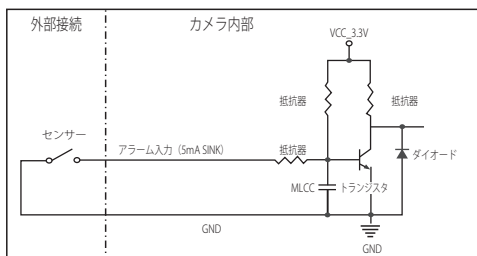 外部接続
カメラ内部
VCC_3.3V
抵抗器
抵抗器
センサー
アラーム入力 (5mA SINK)
抵抗器
ダイオード
MLCC
トランジスタ
GND
GND